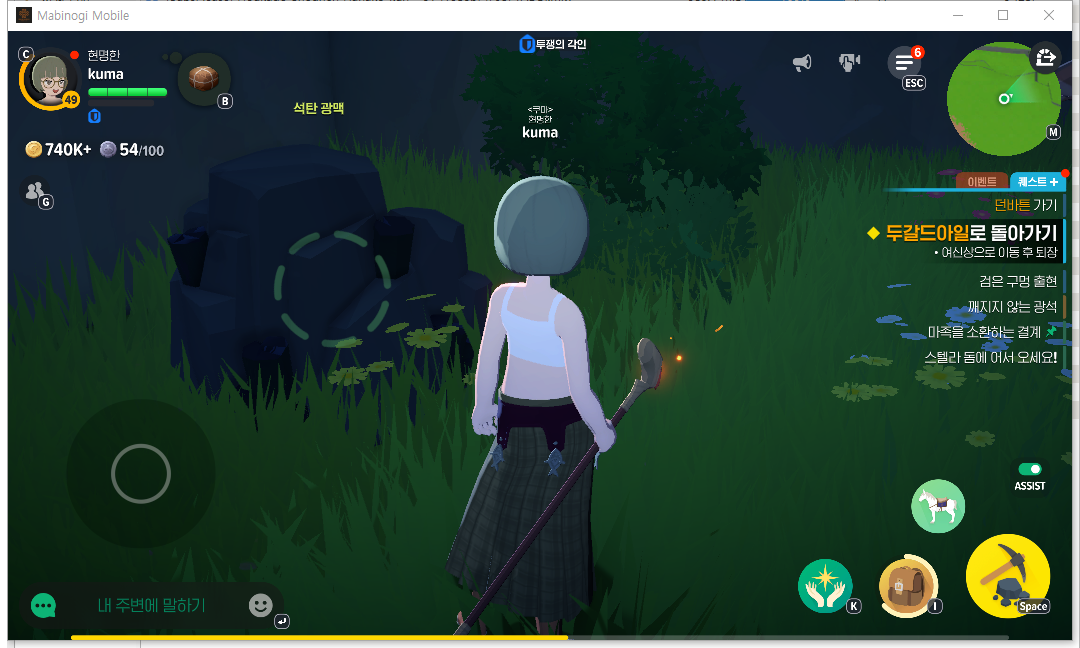 Mabinogi Mobile
C
현명한
kuma
49
B
740K+ 54/100
G
석탄 광맥
투쟁의 각인
<쿠마>
현명한
kuma
6
ESC
M
이벤트 퀘스트 +
던바튼 가기
두갈드아일로 돌아가기
• 여신상으로 이동 후 퇴장
검은 구멍 출현
깨지지 않는 광석
마족을 소환하는 결계
스텔라 돔에 어서 오세요!
ASSIST
내 주변에 말하기
K
I
Space